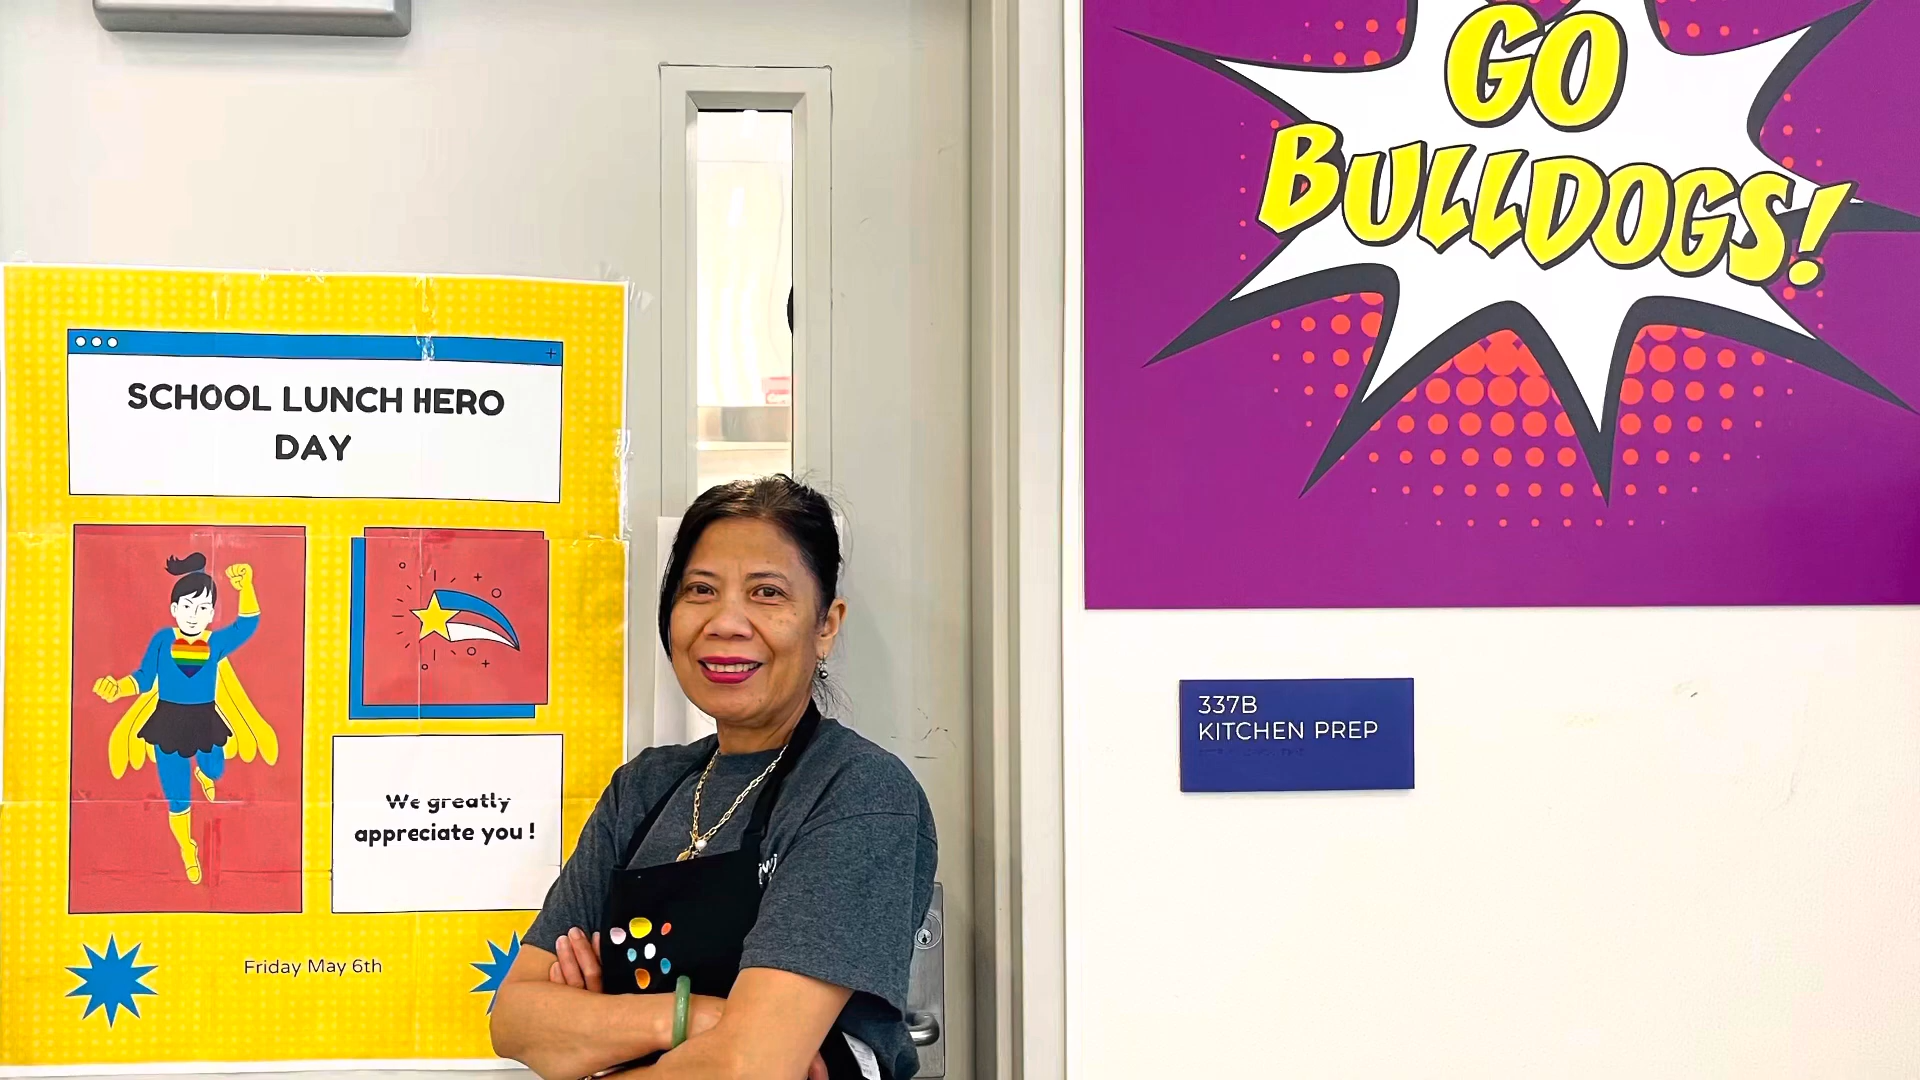 SCHOOL LUNCH HERO
DAY
We greatly
appreciate you !
Friday May 6th
GO
BULLDOGS!
337B
KITCHEN PREP